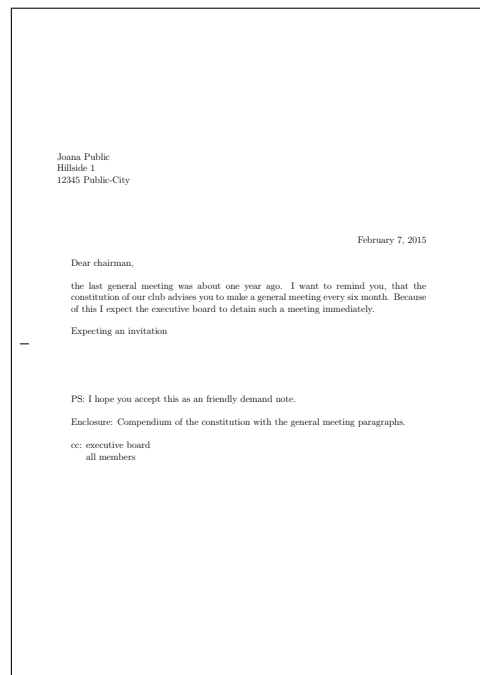 Joana Public
Hillside 1
12345 Public-City
February 7, 2015
Dear chairman,
the last general meeting was about one year ago. I want to remind you, that the
constitution of our club advises you to make a general meeting every six month. Because
of this I expect the executive board to detain such a meeting immediately.
Expecting an invitation
PS: I hope you accept this as an friendly demand note.
Enclosure: Compendium of the constitution with the general meeting paragraphs.
cc: executive board
all members